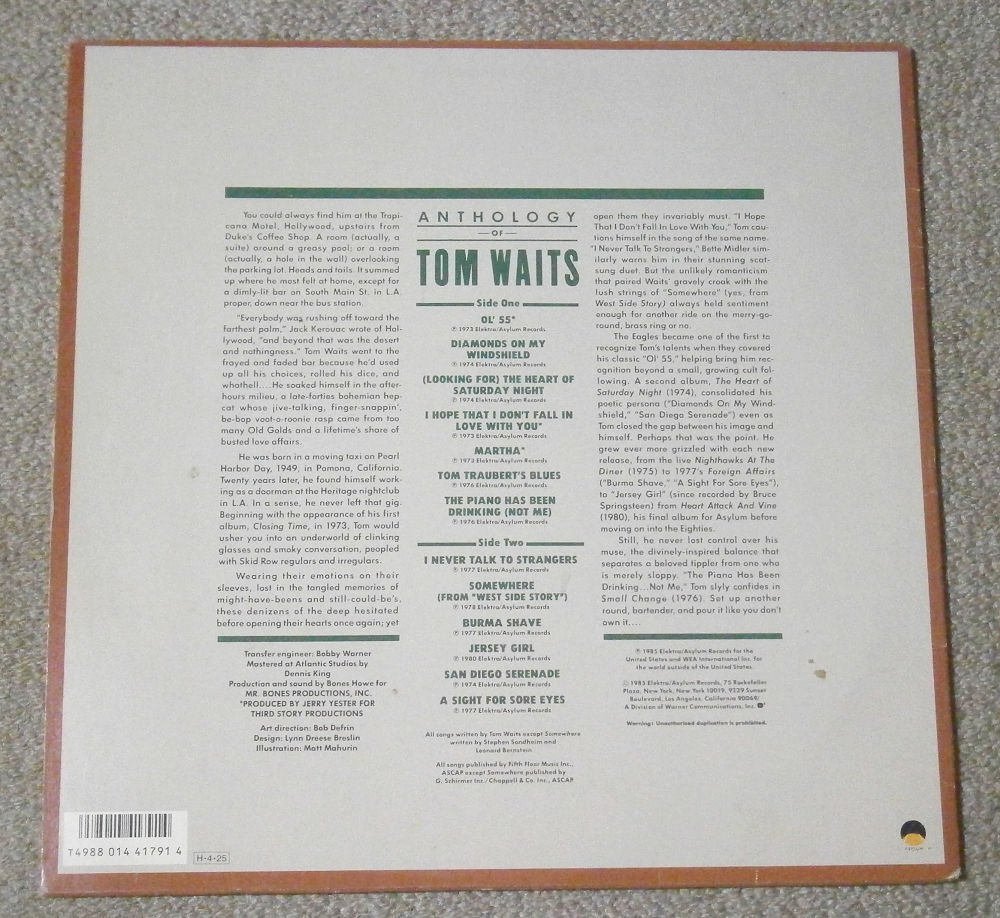 You could always find him at the Tropi-
cana Motel, Hollywood, upstairs from
Duke's Coffee Shop. A room (actually, a
suite) around a greasy pool; or a room
(actually, a hole in the wall) overlooking
the parking lot. Heads and tails. It summed
up where he most felt at home, except for
a dimly-lit bar on South Main St. in L.A.
proper, down near the bus station.
"Everybody was rushing off toward the
farthest palm," Jack Kerouac wrote of Hol-
lywood, "and beyond that was the desert
and nothingness." Tom Waits went to the
frayed and faded bar because he'd used
up all his choices, rolled his dice, and
whathell....He soaked himself in the after-
hours milieu, a late-forties bohemian hep-
cat whose jive-talking, finger-snappin',
be-bop voot-o-roonie rasp came from too
many Old Golds and a lifetime's share of
busted love affairs.
He was born in a moving taxi on Pearl
Harbor Day, 1949, in Pomona, California.
Twenty years later, he found himself work-
ing as a doorman at the Heritage nightclub
in L.A. In a sense, he never left that gig.
Beginning with the appearance of his first
album, Closing Time, in 1973, Tom would
usher you into an underworld of clinking
glasses and smoky conversation, peopled
with Skid Row regulars and irregulars.
Wearing their emotions on their
sleeves, lost in the tangled memories of
might-have-beens and still-could-be's,
these denizens of the deep hesitated
before opening their hearts once again; yet
Transfer engineer: Bobby Warner
Mastered at Atlantic Studios by
Dennis King
Production and sound by Bones Howe for
MR. BONES PRODUCTIONS, INC.
*PRODUCED BY JERRY YESTER FOR
THIRD STORY PRODUCTIONS
Art direction: Bob Defrin
Design: Lynn Dreese Breslin
Illustration: Matt Mahurin
ANTHOLOGY
OF
TOM WAITS
Side One
OL' 55*
℗ 1973 Elektra/Asylum Records
DIAMONDS ON MY
WINDSHIELD
℗ 1974 Elektra/Asylum Records
(LOOKING FOR) THE HEART OF
SATURDAY NIGHT
℗ 1974 Elektra/Asylum Records
I HOPE THAT I DON'T FALL IN
LOVE WITH YOU*
℗ 1973 Elektra/Asylum Records
MARTHA*
℗ 1973 Elektra/Asylum Records
TOM TRAUBERT'S BLUES
℗ 1976 Elektra/Asylum Records
THE PIANO HAS BEEN
DRINKING (NOT ME)
℗ 1976 Elektra/Asylum Records
Side Two
I NEVER TALK TO STRANGERS
℗ 1977 Elektra/Asylum Records
SOMEWHERE
(FROM "WEST SIDE STORY")
℗ 1978 Elektra/Asylum Records
BURMA SHAVE
℗ 1977 Elektra/Asylum Records
JERSEY GIRL
℗ 1980 Elektra/Asylum Records
SAN DIEGO SERENADE
℗ 1974 Elektra/Asylum Records
A SIGHT FOR SORE EYES
℗ 1977 Elektra/Asylum Records
All songs written by Tom Waits except Somewhere
written by Stephen Sondheim and
Leonard Bernstein
All songs published by Fifth Floor Music Inc.,
ASCAP except Somewhere published by
G. Schirmer Inc./Chappell & Co. Inc., ASCAP
open them they invariably must. "I Hope
That I Don't Fall In Love With You," Tom cau-
tions himself in the song of the same name.
"I Never Talk To Strangers," Bette Midler sim-
ilarly warns him in their stunning scat-
sung duet. But the unlikely romanticism
that paired Waits' gravely croak with the
lush strings of "Somewhere" (yes, from
West Side Story) always held sentiment
enough for another ride on the merry-go-
round, brass ring or no.
The Eagles became one of the first to
recognize Tom's talents when they covered
his classic "Ol' 55," helping bring him rec-
ognition beyond a small, growing cult fol-
lowing. A second album, The Heart of
Saturday Night (1974), consolidated his
poetic persona ("Diamonds On My Wind-
shield," "San Diego Serenade") even as
Tom closed the gap between his image and
himself. Perhaps that was the point. He
grew ever more grizzled with each new
release, from the live Nighthawks At The
Diner (1975) to 1977's Foreign Affairs
("Burma Shave," "A Sight For Sore Eyes"),
to "Jersey Girl" (since recorded by Bruce
Springsteen) from Heart Attack And Vine
(1980), his final album for Asylum before
moving on into the Eighties.
Still, he never lost control over his
muse, the divinely-inspired balance that
separates a beloved tippler from one who
is merely sloppy. "The Piano Has Been
Drinking...Not Me," Tom slyly confides in
Small Change (1976). Set up another
round, bartender, and pour it like you don't
own it....
℗ 1985 Elektra/Asylum Records for the
United States and WEA International Inc. for
the world outside of the United States.
© 1985 Elektra/Asylum Records, 75 Rockefeller
Plaza, New York, New York 10019, 9229 Sunset
Boulevard, Los Angeles, California 90069/
A Division of Warner Communications, Inc.
Warning: Unauthorized duplication is prohibited.
T4988 014 41791 4
H-4-25